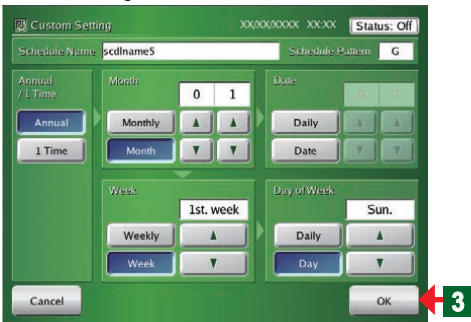 Custom Setting XX/XX/XXXX XX:XX Status: Off
Schedule Name scdlname5 Schedule Pattern G
Annual
/ 1 Time
Annual
1 Time
Month
0 1
Monthly
Month
Date
0 1
Daily
Date
Week
1st. week
Weekly
Week
Day of Week
Sun.
Daily
Day
Cancel OK 3